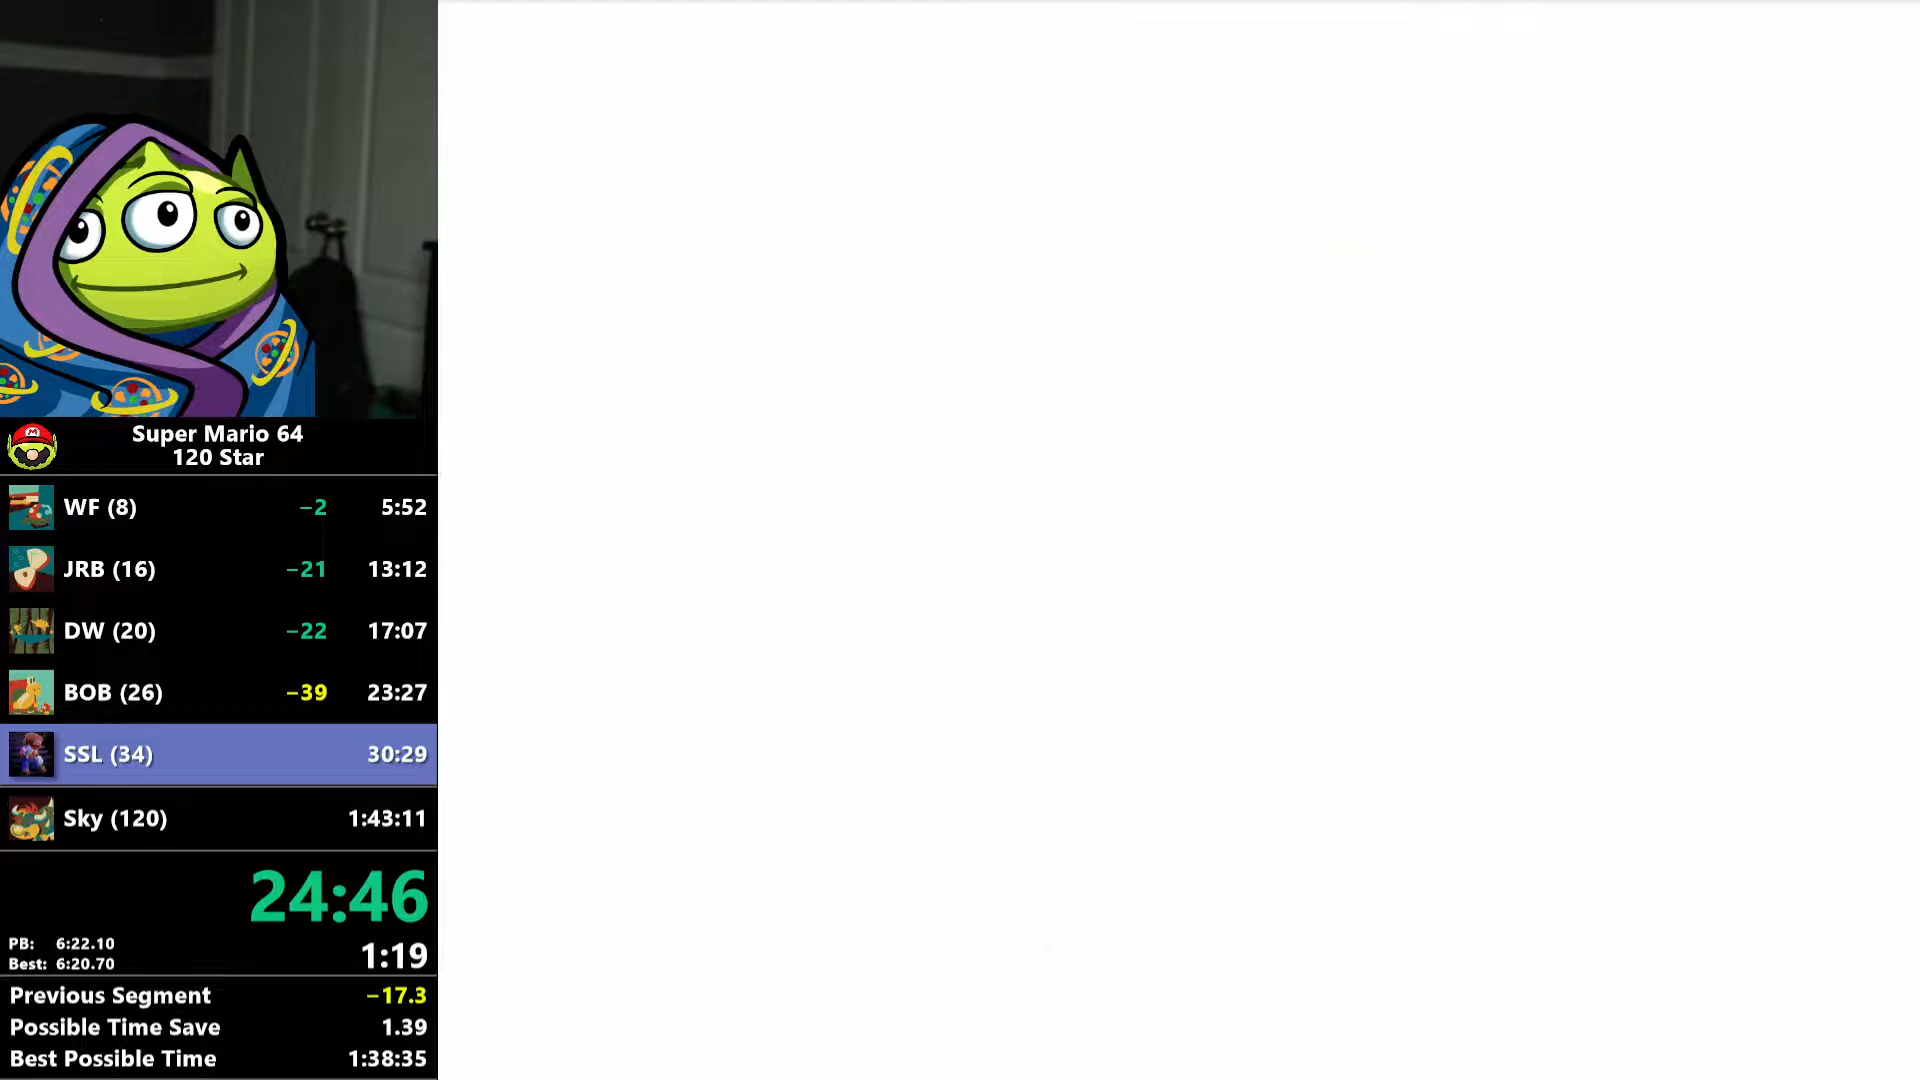 Super Mario 64
120 Star
WF (8) −2 5:52
JRB (16) −21 13:12
DW (20) −22 17:07
BOB (26) −39 23:27
SSL (34) 30:29
Sky (120) 1:43:11
24:46
PB: 6:22.10
Best: 6:20.70
1:19
Previous Segment −17.3
Possible Time Save 1.39
Best Possible Time 1:38:35